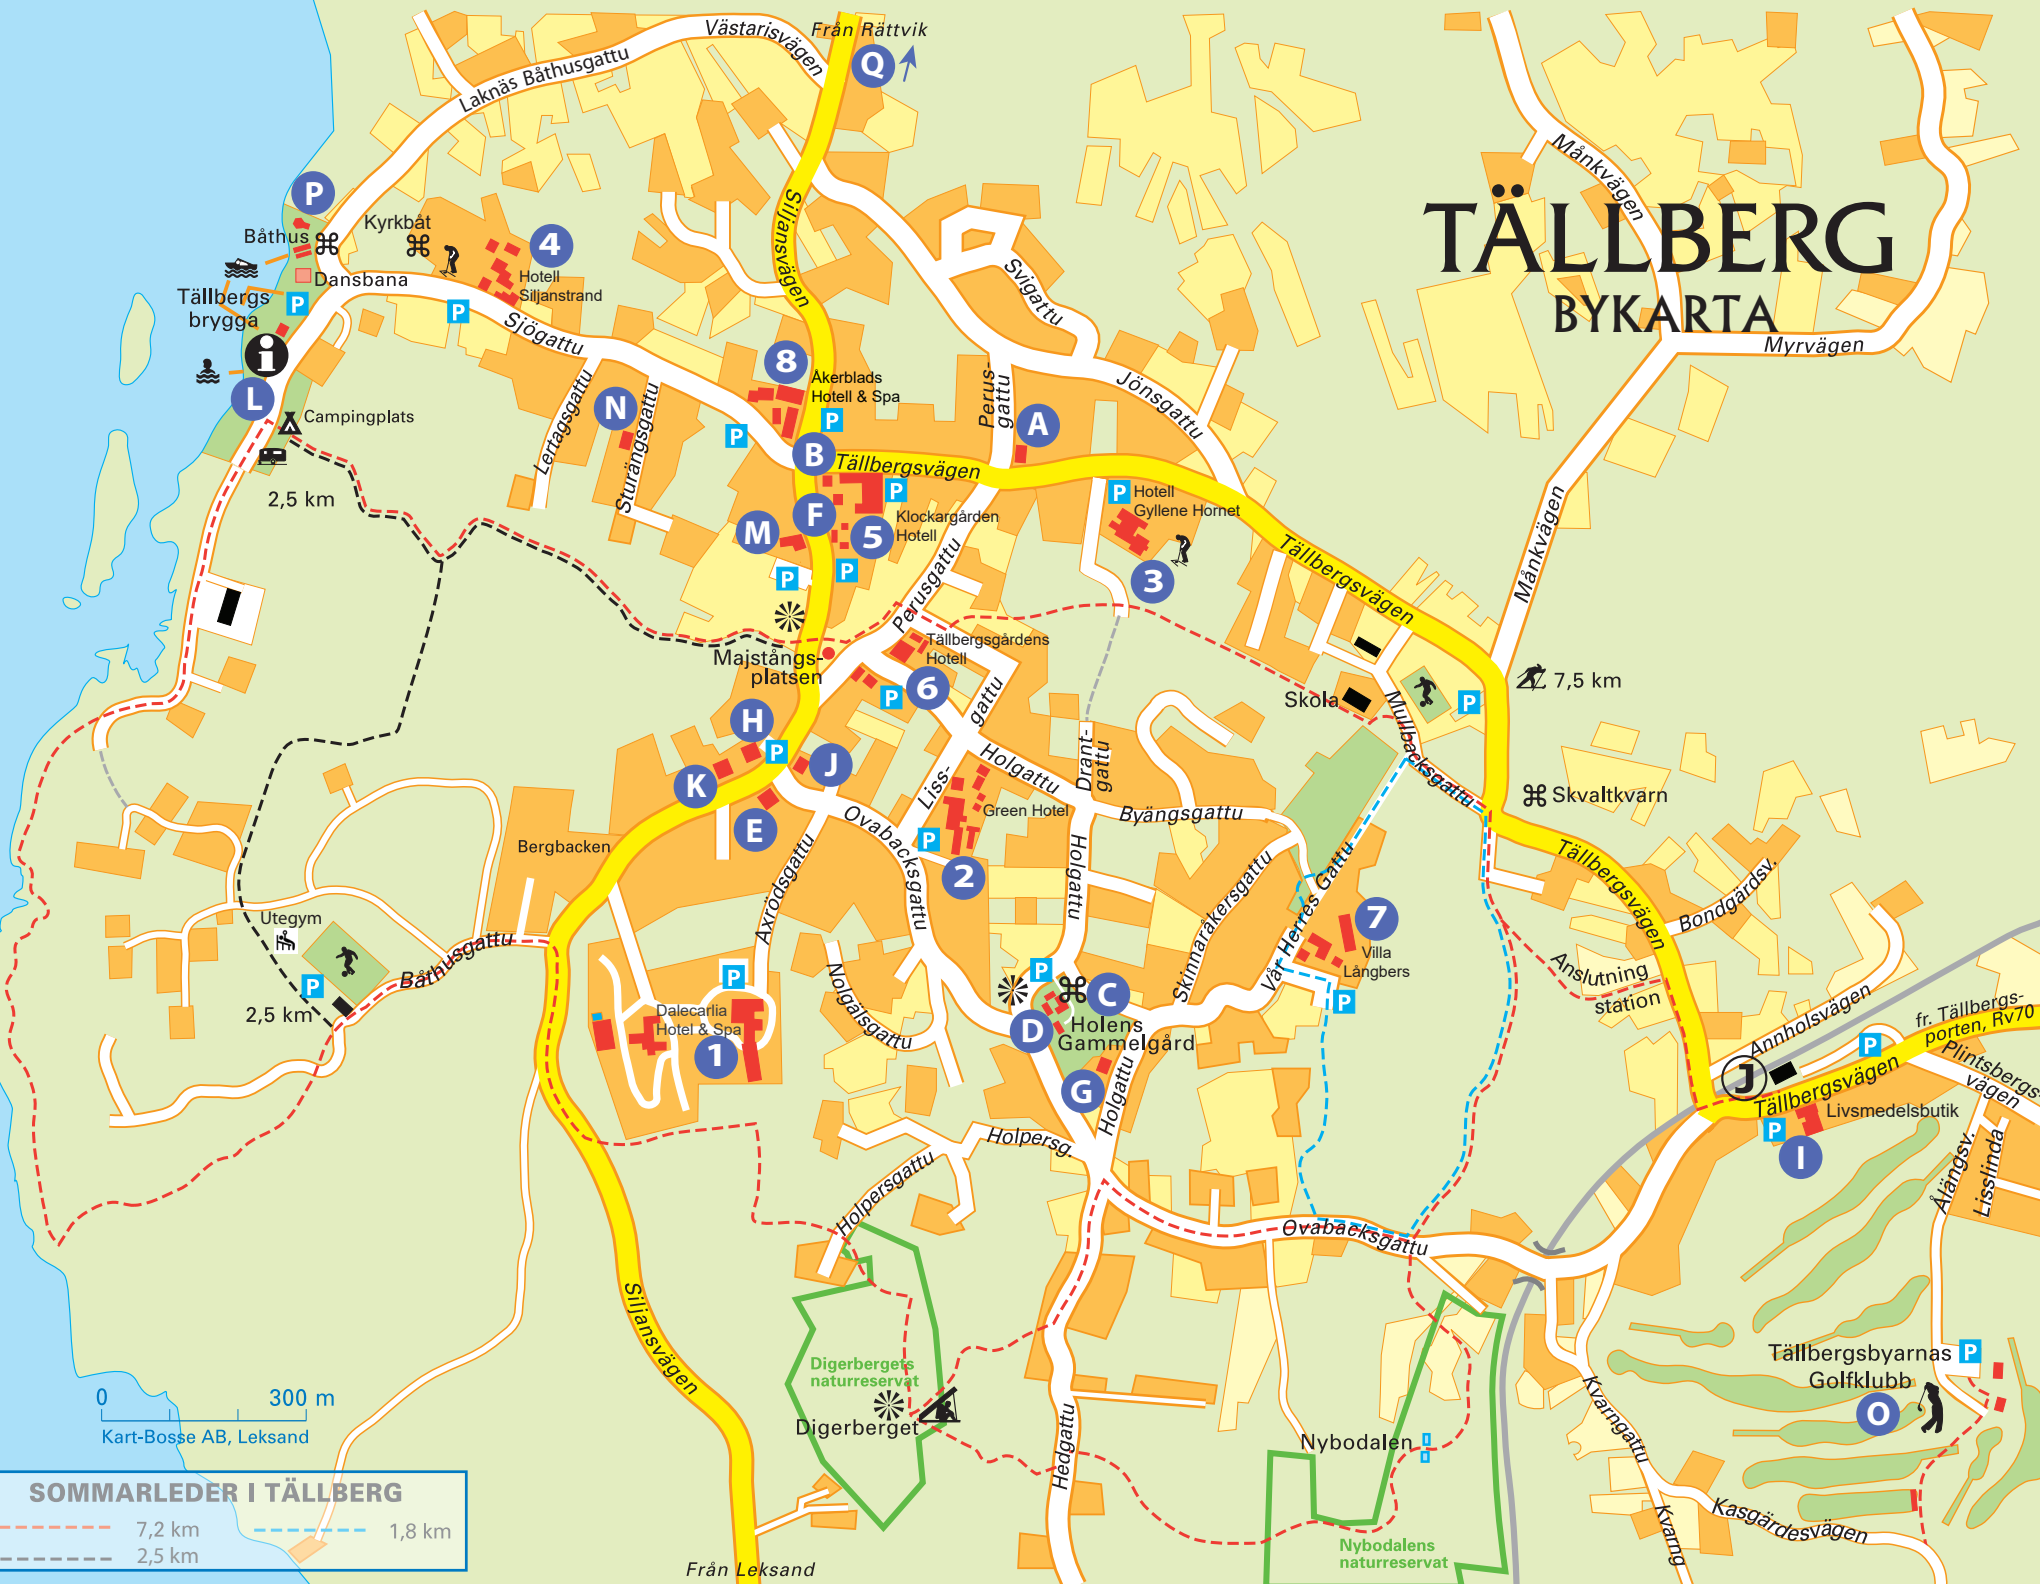 Från Rättvik
Q
Västarisvägen
Laknäs Båthusgattu
Siljansvägen
TÄLLBERG
BYKARTA
Månkvägen
Myrvägen
Månkvägen
P
Båthus
Kyrkbåt
4
Hotell
Siljanstrand
Dansbana
P
Tällbergs
brygga
i
L
P
Sjögattu
Campingplats
2,5 km
Lertagsgattu
N
Sturängsgattu
8
Åkerblads
Hotell & Spa
P
P
B
Tällbergsvägen
Svigattu
Perus-
gattu
A
Jönsgattu
P
Hotell
Gyllene Hornet
3
F
M
5
Klockargården
Hotell
P
P
P
Perusgattu
Tällbergsvägen
Majstångs-
platsen
Tällbergsgårdens
Hotell
6
P
Skola
Mullbacksgattu
P
7,5 km
Skvaltkvarn
H
P
K
J
E
Liss-
gattu
Holgattu
Drant-
gattu
Green Hotel
P
2
Byängsgattu
Ovabacksgattu
Axrödsgattu
Holgattu
Bergbacken
Utegym
P
2,5 km
Båthusgattu
P
Dalecarlia
Hotel & Spa
1
Nolgälsgattu
P
C
D
Holens
Gammelgård
G
Holgattu
Skinnaråkersgattu
Vår Herres Gattu
7
Villa
Långbers
P
Tällbergsvägen
Bondgärdsv.
Anslutning
station
Annholsvägen
fr. Tällbergs-
porten, Rv70
P
J
Tällbergsvägen
Plintsbergs-
vägen
Livsmedelsbutik
P
I
Ålängsv.
Lisslinda
Holpersg.
Holpersgattu
Ovabacksgattu
Siljansvägen
Digerbergets
naturreservat
Digerberget
Hedgattu
Nybodalen
Nybodalens
naturreservat
Kvarngattu
Kvarng
Kasgärdesvägen
Tällbergsbyarnas
Golfklubb
P
O
0 300 m
Kart-Bosse AB, Leksand
SOMMARLEDER I TÄLLBERG
7,2 km
1,8 km
2,5 km
Från Leksand